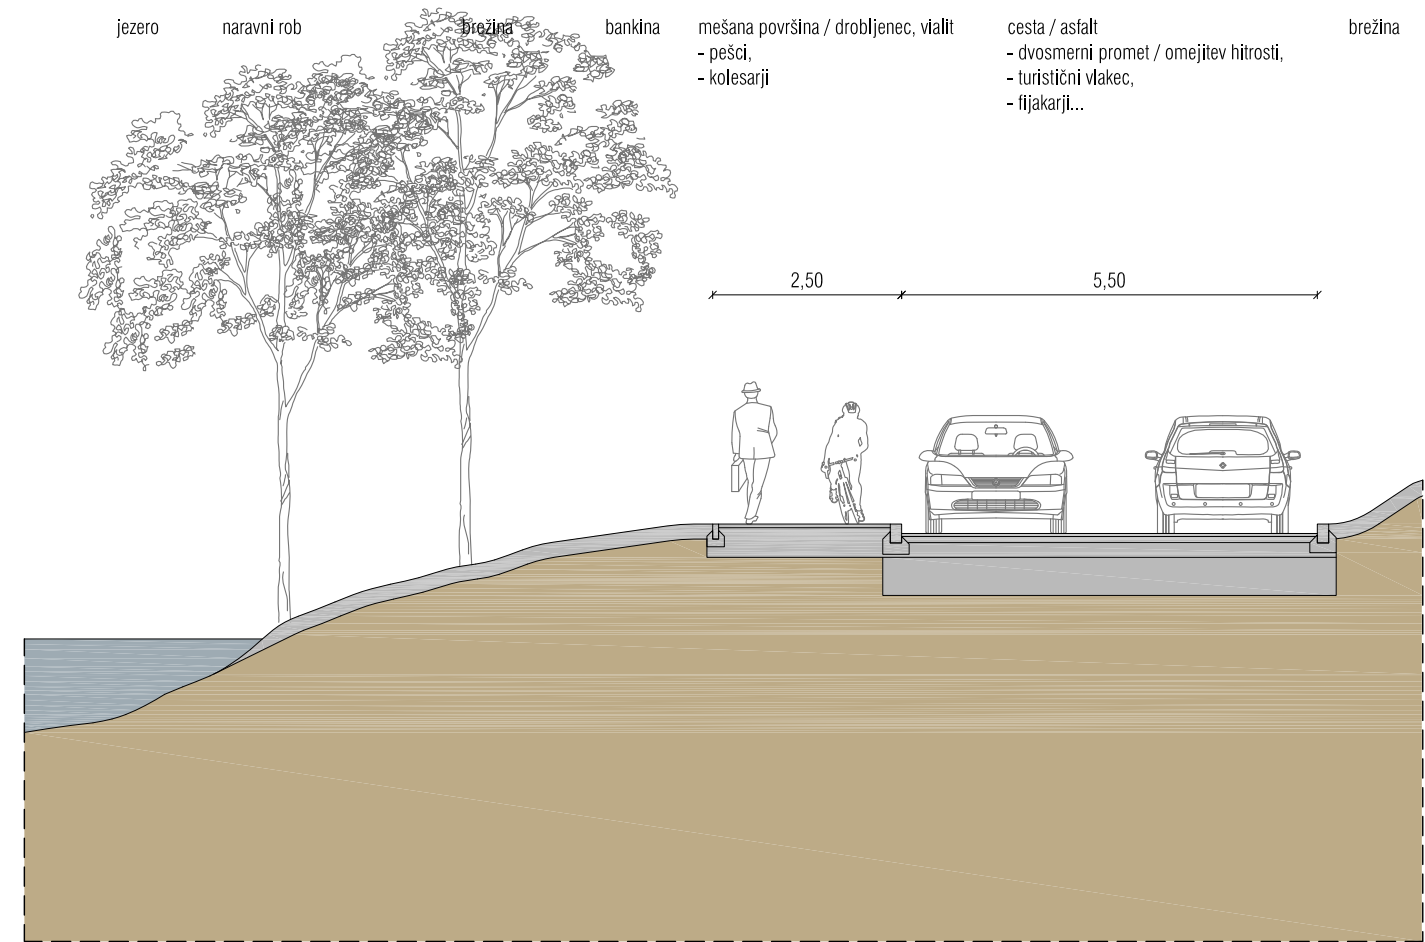 jezero
naravni rob
brežina
bankina
mešana površina / drobljenec, vialit
- pešci,
- kolesarji
cesta / asfalt
- dvosmerni promet / omejitev hitrosti,
- turistični vlakec,
- fijakarji...
brežina
2,50
5,50